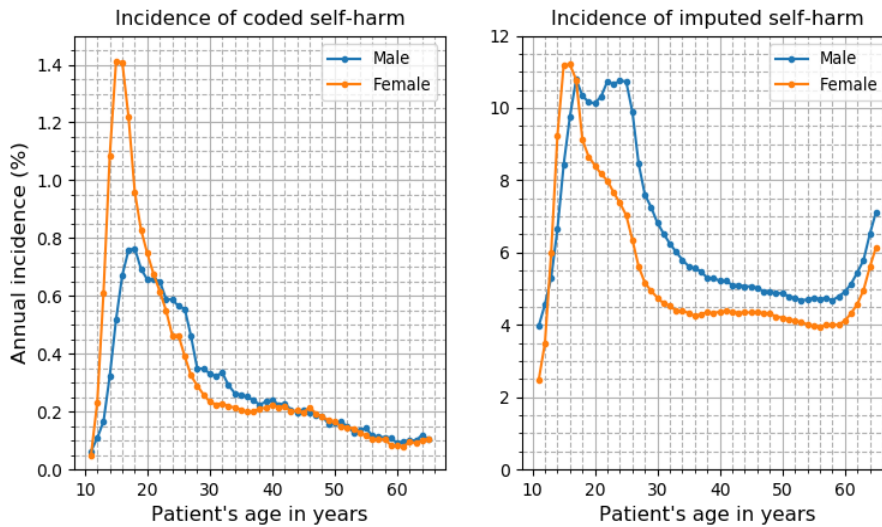 Incidence of coded self-harm
Incidence of imputed self-harm
Annual incidence (%)
1.4
1.2
1.0
0.8
0.6
0.4
0.2
0.0
Male
Female
10 20 30 40 50 60
Patient's age in years
12
10
8
6
4
2
0
Male
Female
10 20 30 40 50 60
Patient's age in years